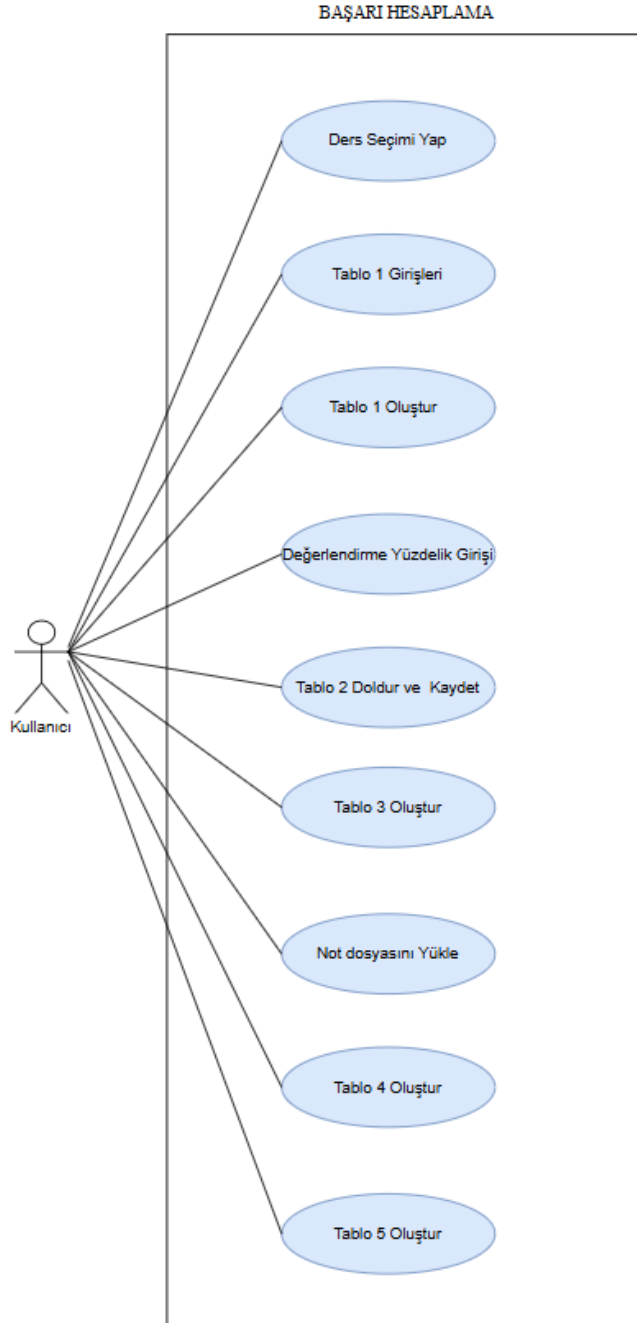 BAŞARI HESAPLAMA
Ders Seçimi Yap
Tablo 1 Girişleri
Tablo 1 Oluştur
Değerlendirme Yüzdelik Girişi
Tablo 2 Doldur ve Kaydet
Kullanıcı
Tablo 3 Oluştur
Not dosyasını Yükle
Tablo 4 Oluştur
Tablo 5 Oluştur